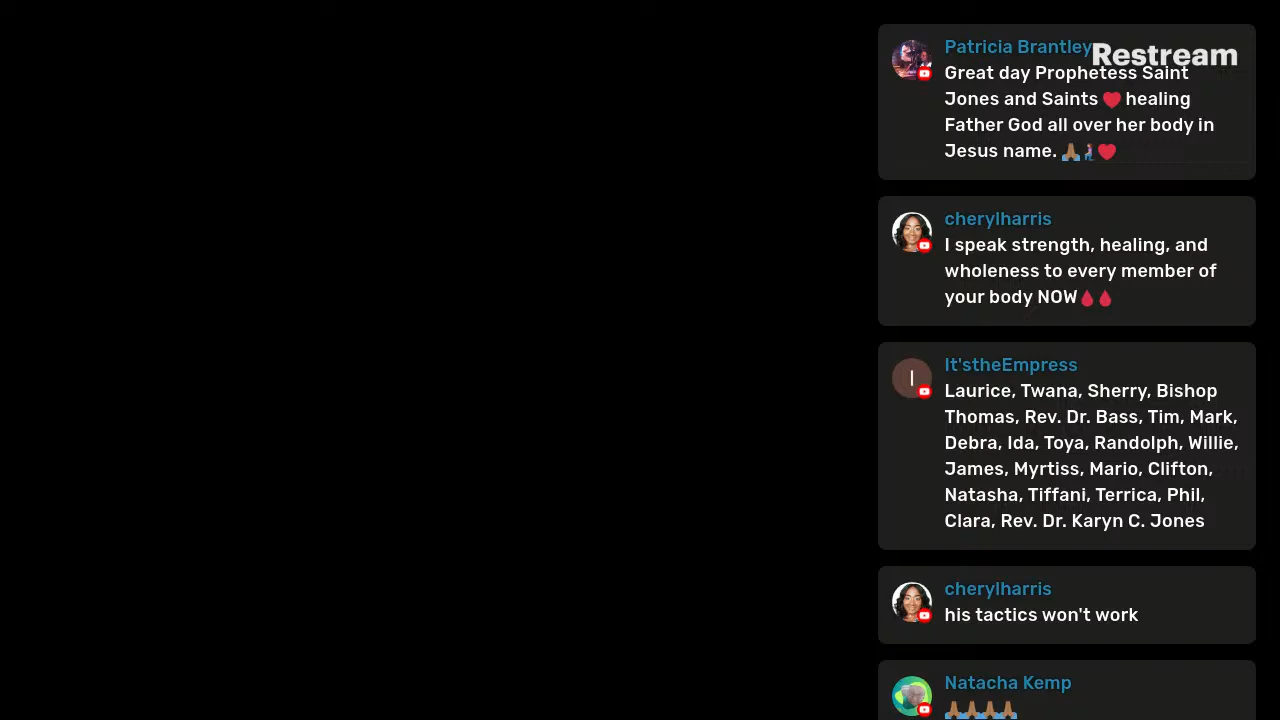 Patricia Brantley
Restream
Great day Prophetess Saint
Jones and Saints ❤️ healing
Father God all over her body in
Jesus name. 🙏🏾🧎🏽‍♀️❤️
cherylharris
I speak strength, healing, and
wholeness to every member of
your body NOW🩸🩸
It'stheEmpress
I
Laurice, Twana, Sherry, Bishop
Thomas, Rev. Dr. Bass, Tim, Mark,
Debra, Ida, Toya, Randolph, Willie,
James, Myrtiss, Mario, Clifton,
Natasha, Tiffani, Terrica, Phil,
Clara, Rev. Dr. Karyn C. Jones
cherylharris
his tactics won't work
Natacha Kemp
🙏🏾🙏🏾🙏🏾🙏🏾